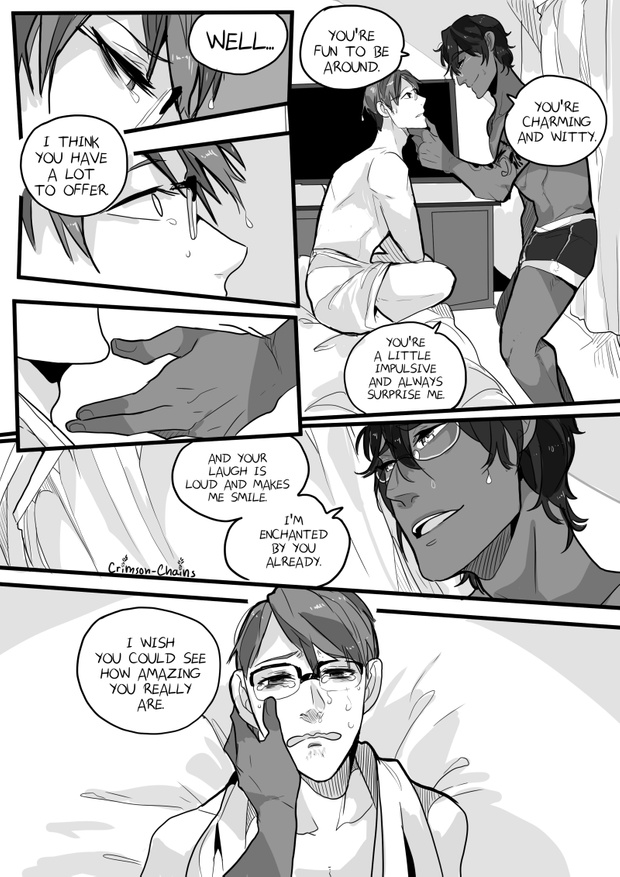 WELL...
I THINK
YOU HAVE
A LOT
TO OFFER
YOU'RE
FUN TO BE
AROUND.
YOU'RE
CHARMING
AND WITTY.
YOU'RE
A LITTLE
IMPULSIVE
AND ALWAYS
SURPRISE ME.
AND YOUR
LAUGH IS
LOUD AND MAKES
ME SMILE.
I'M
ENCHANTED
BY YOU
ALREADY.
Crimson-Chains
I WISH
YOU COULD SEE
HOW AMAZING
YOU REALLY
ARE.